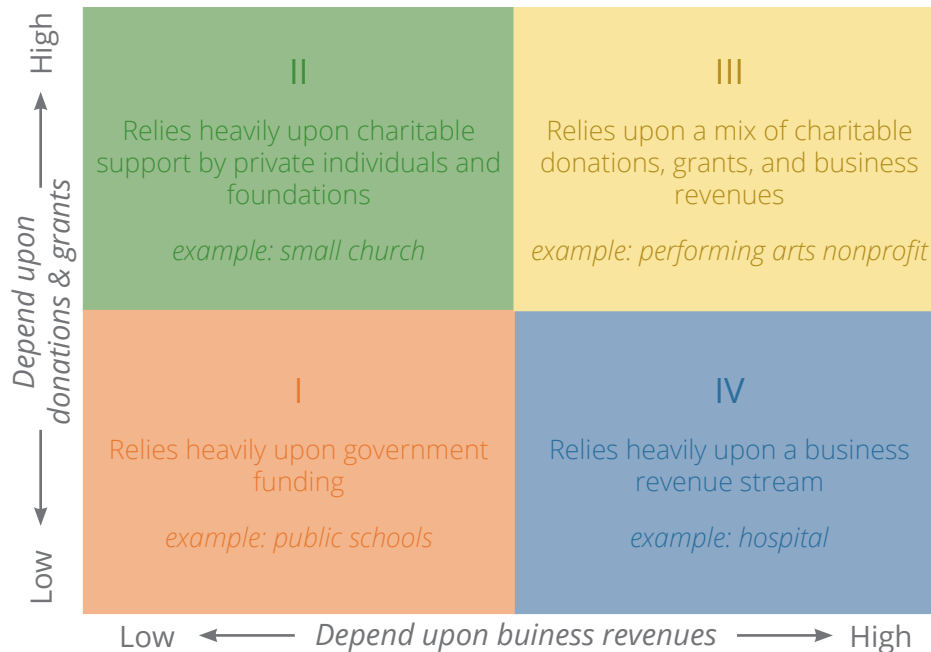 High
Depend upon
donations & grants
Low
II
Relies heavily upon charitable
support by private individuals and
foundations
example: small church
III
Relies upon a mix of charitable
donations, grants, and business
revenues
example: performing arts nonprofit
I
Relies heavily upon government
funding
example: public schools
IV
Relies heavily upon a business
revenue stream
example: hospital
Low
Depend upon buiness revenues
High